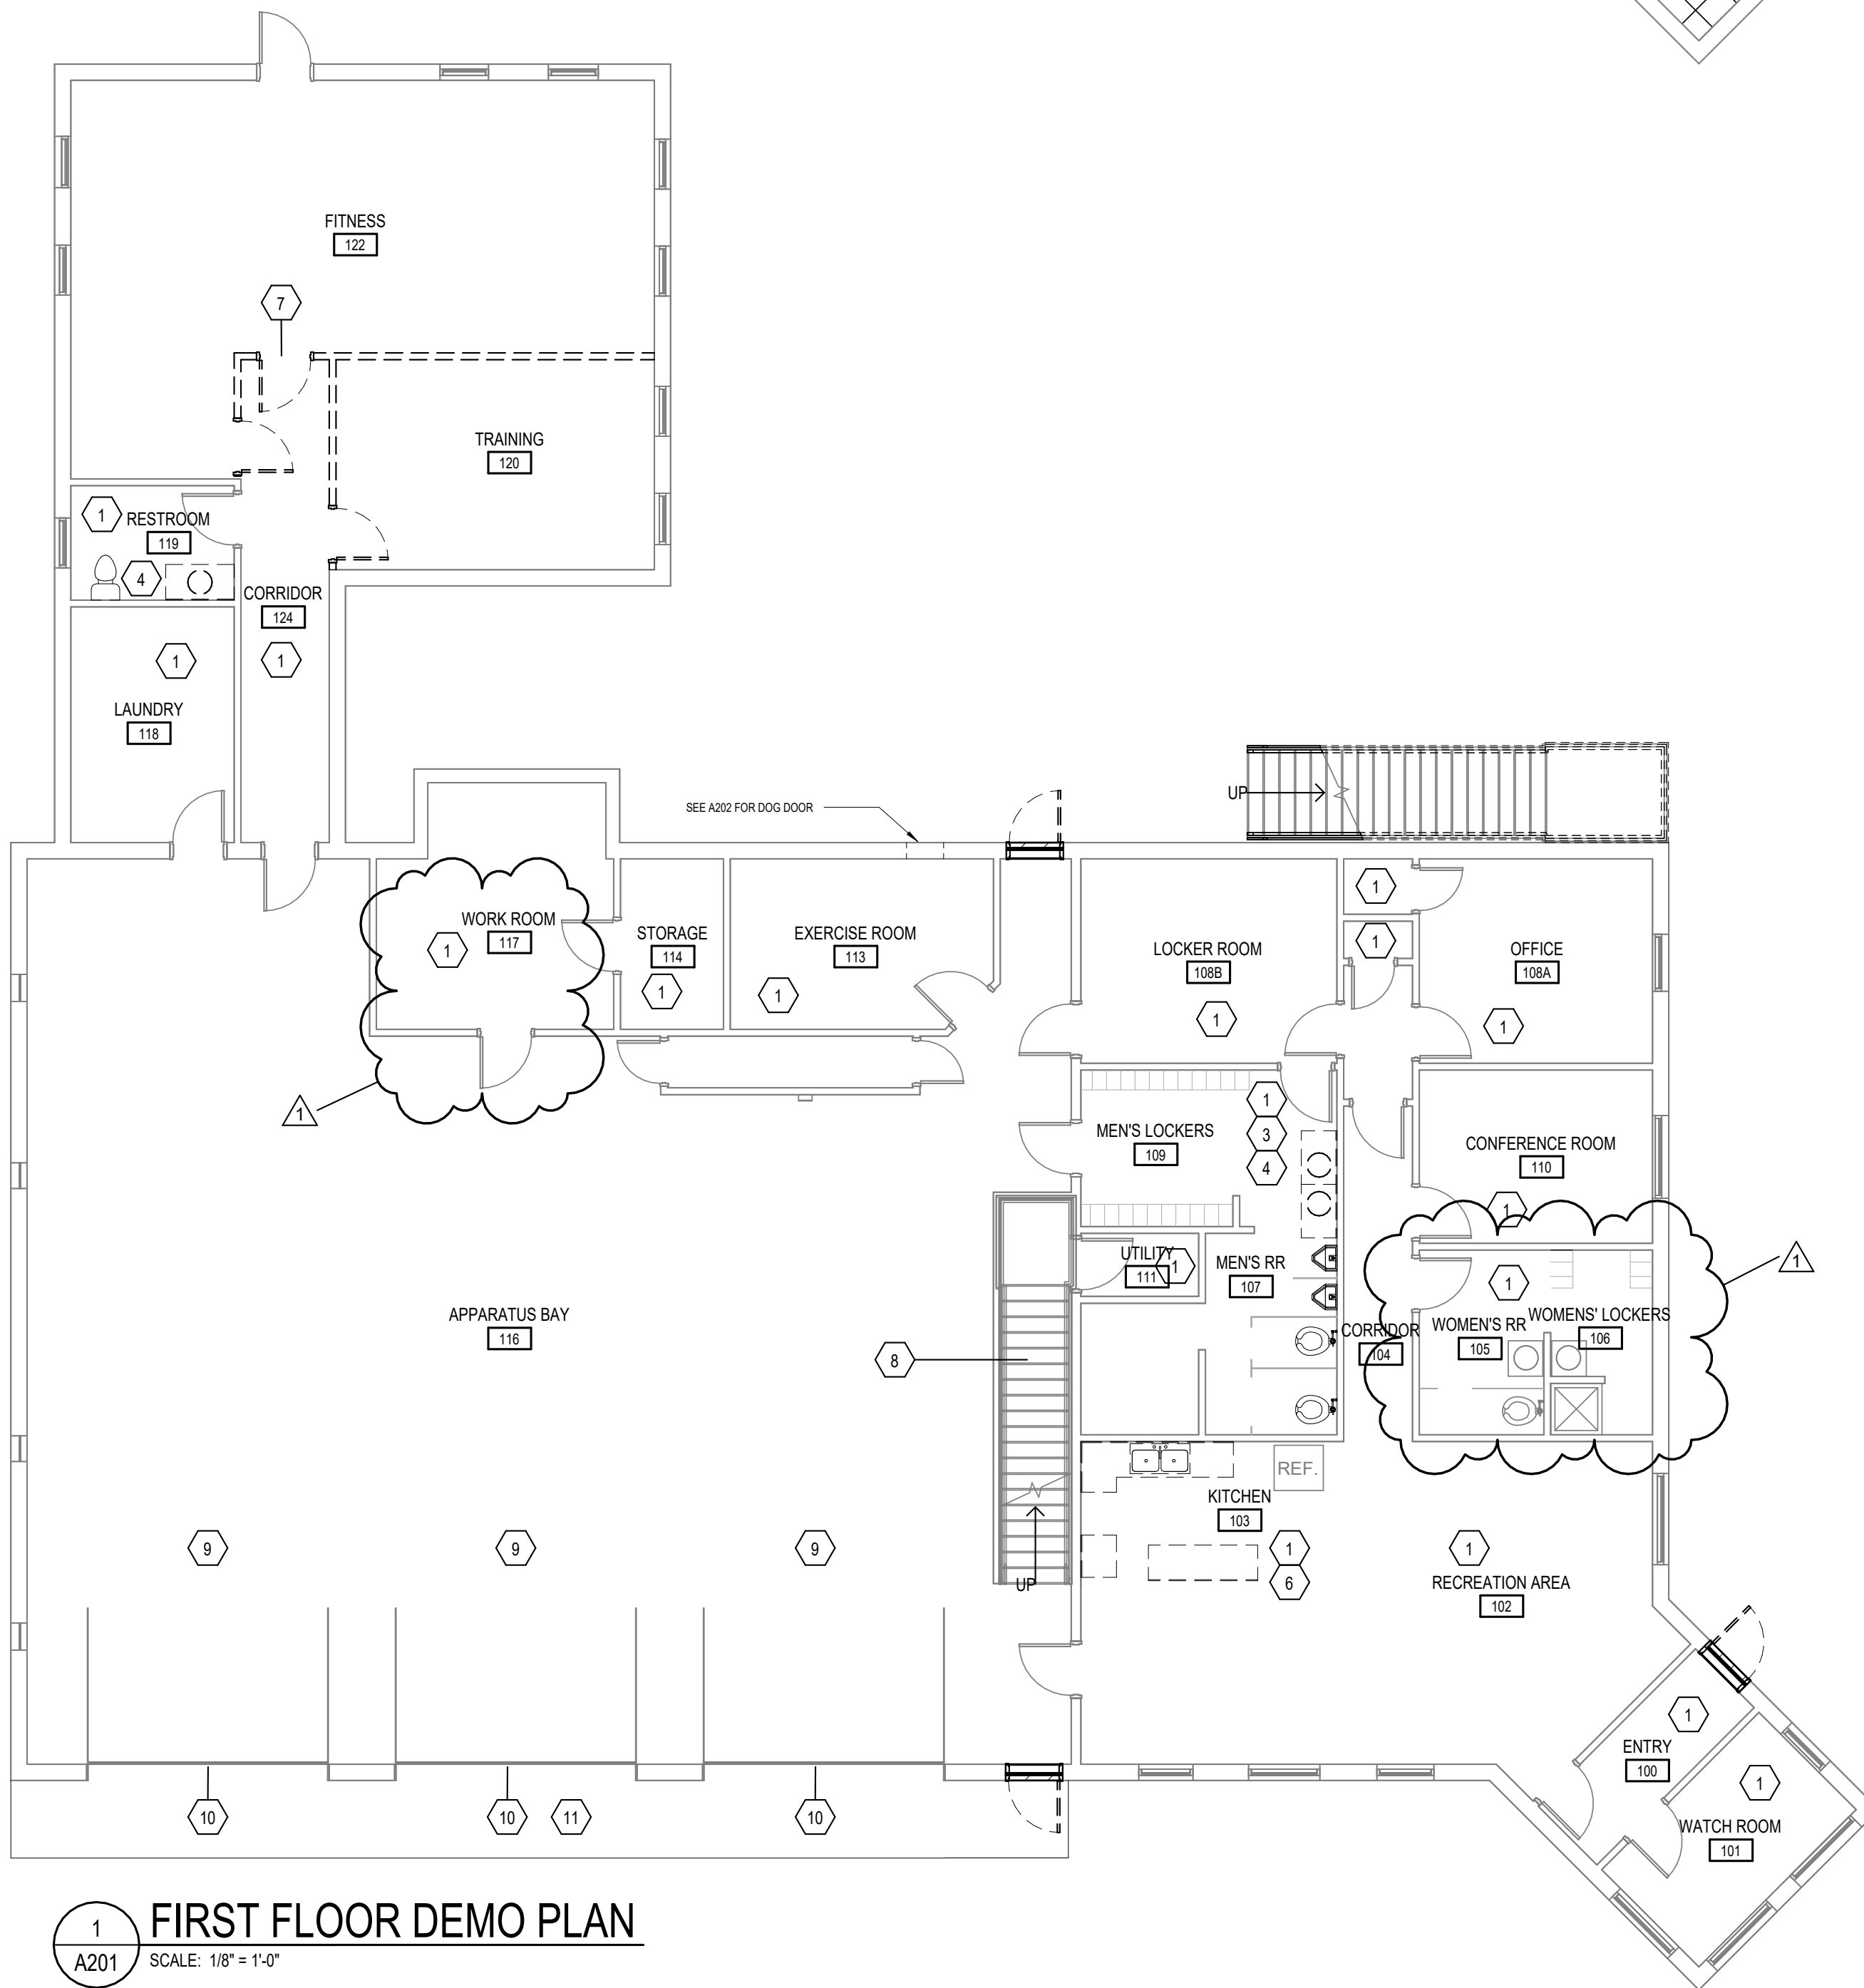 FITNESS
122
7
TRAINING
120
1
RESTROOM
119
4
CORRIDOR
124
1
1
LAUNDRY
118
UP
SEE A202 FOR DOG DOOR
WORK ROOM
117
1
STORAGE
114
1
EXERCISE ROOM
113
1
LOCKER ROOM
108B
1
1
1
OFFICE
108A
1
1
MEN'S LOCKERS
109
1
3
4
CONFERENCE ROOM
110
1
1
UTILITY
111
1
MEN'S RR
107
1
WOMEN'S RR
105
WOMENS' LOCKERS
106
CORRIDOR
104
APPARATUS BAY
116
8
REF.
KITCHEN
103
1
6
1
RECREATION AREA
102
9
9
9
UP
1
ENTRY
100
1
WATCH ROOM
101
10
10
11
10
1
A201
FIRST FLOOR DEMO PLAN
SCALE: 1/8" = 1'-0"